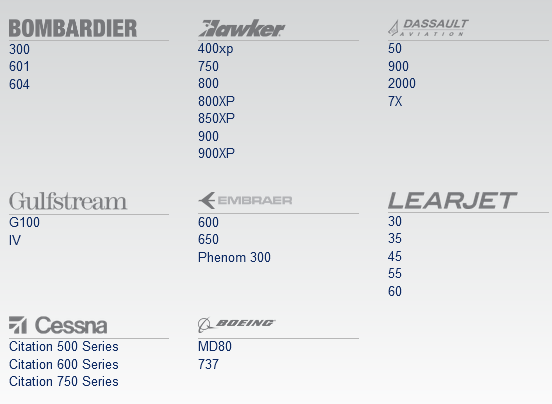 BOMBARDIER
300
601
604
Hawker
400xp
750
800
800XP
850XP
900
900XP
DASSAULT
AVIATION
50
900
2000
7X
Gulfstream
G100
IV
EMBRAER
600
650
Phenom 300
LEARJET
30
35
45
55
60
Cessna
Citation 500 Series
Citation 600 Series
Citation 750 Series
BOEING
MD80
737